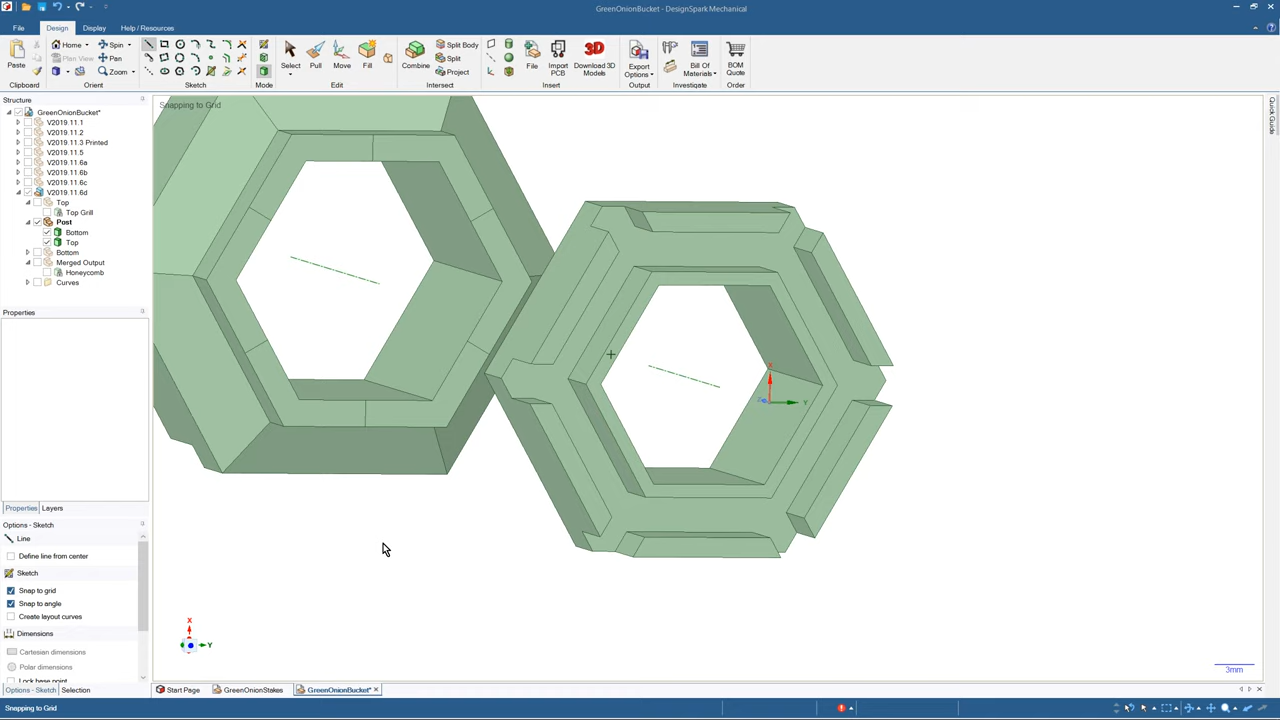 GreenOnionBucket - DesignSpark Mechanical
File Design Display Help / Resources
Paste
Home Spin
Plan View Pan
Zoom
Select Pull Move Fill
Combine
Split Body
Split
Project
File Import PCB Download 3D Models
3D
Export Options
Bill Of Materials
BOM Quote
Clipboard Orient Sketch Mode Edit Intersect Insert Output Investigate Order
Structure
GreenOnionBucket*
V2019.11.1
V2019.11.2
V2019.11.3 Printed
V2019.11.5
V2019.11.6a
V2019.11.6b
V2019.11.6c
V2019.11.6d
Top
Top Grill
Post
Bottom
Top
Bottom
Merged Output
Honeycomb
Curves
Properties
Properties Layers
Options - Sketch
Line
Define line from center
Sketch
Snap to grid
Snap to angle
Create layout curves
Dimensions
Cartesian dimensions
Polar dimensions
Lock base point
Options - Sketch Selection
Snapping to Grid
X
Y
Z
X
Y
3mm
Quick Guide
Start Page GreenOnionStakes GreenOnionBucket*
Snapping to Grid